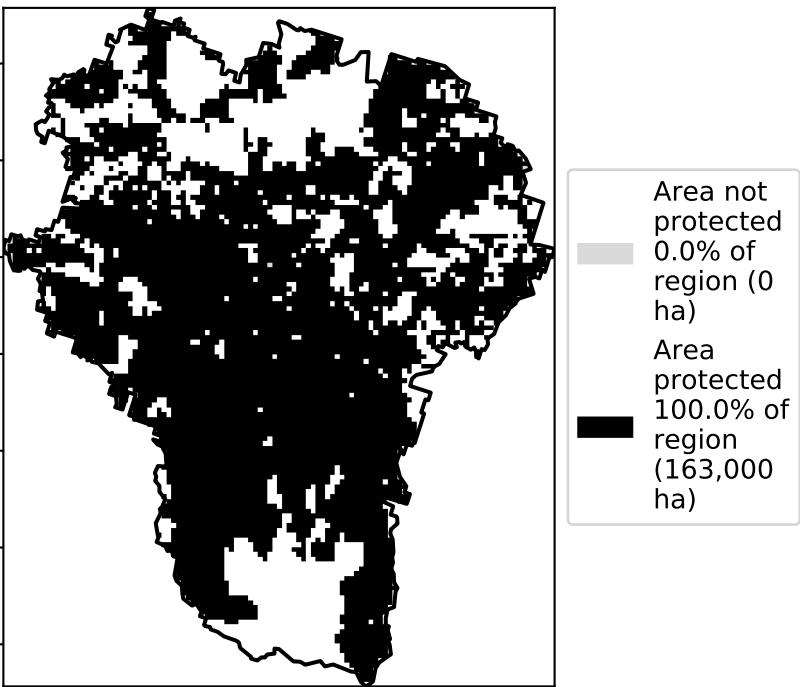 Area not
protected
0.0% of
region (0
ha)
Area
protected
100.0% of
region
(163,000
ha)